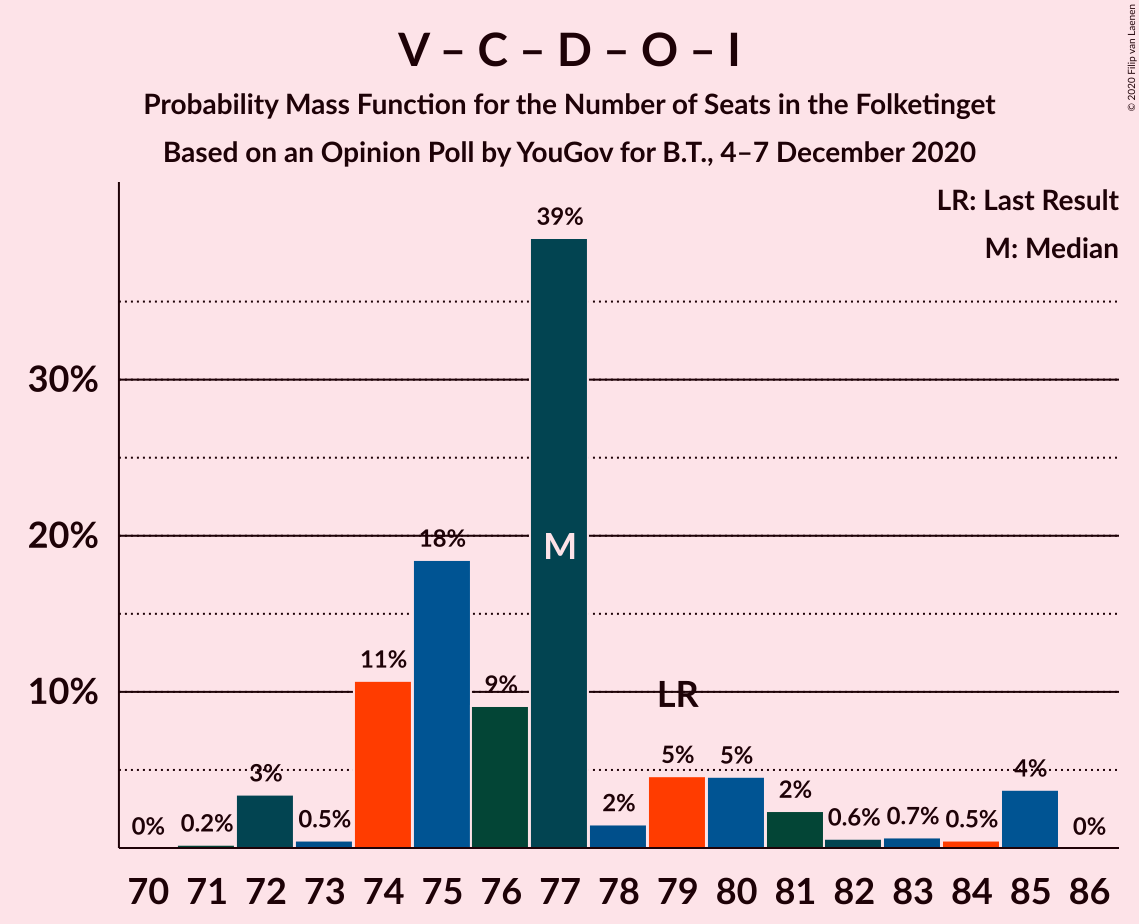 V – C – D – O – I
Probability Mass Function for the Number of Seats in the Folketinget
Based on an Opinion Poll by YouGov for B.T., 4–7 December 2020
© 2020 Filip van Laenen
LR: Last Result
M: Median
30%
20%
10%
0%
0.2%
3%
0.5%
11%
18%
9%
39%
M
2%
LR
5%
5%
2%
0.6%
0.7%
0.5%
4%
0%
70 71 72 73 74 75 76 77 78 79 80 81 82 83 84 85 86